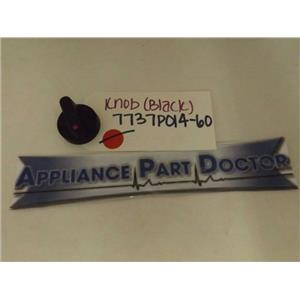 Knob (Black)
7737P014-60
APPLIANCE PART DOCTOR